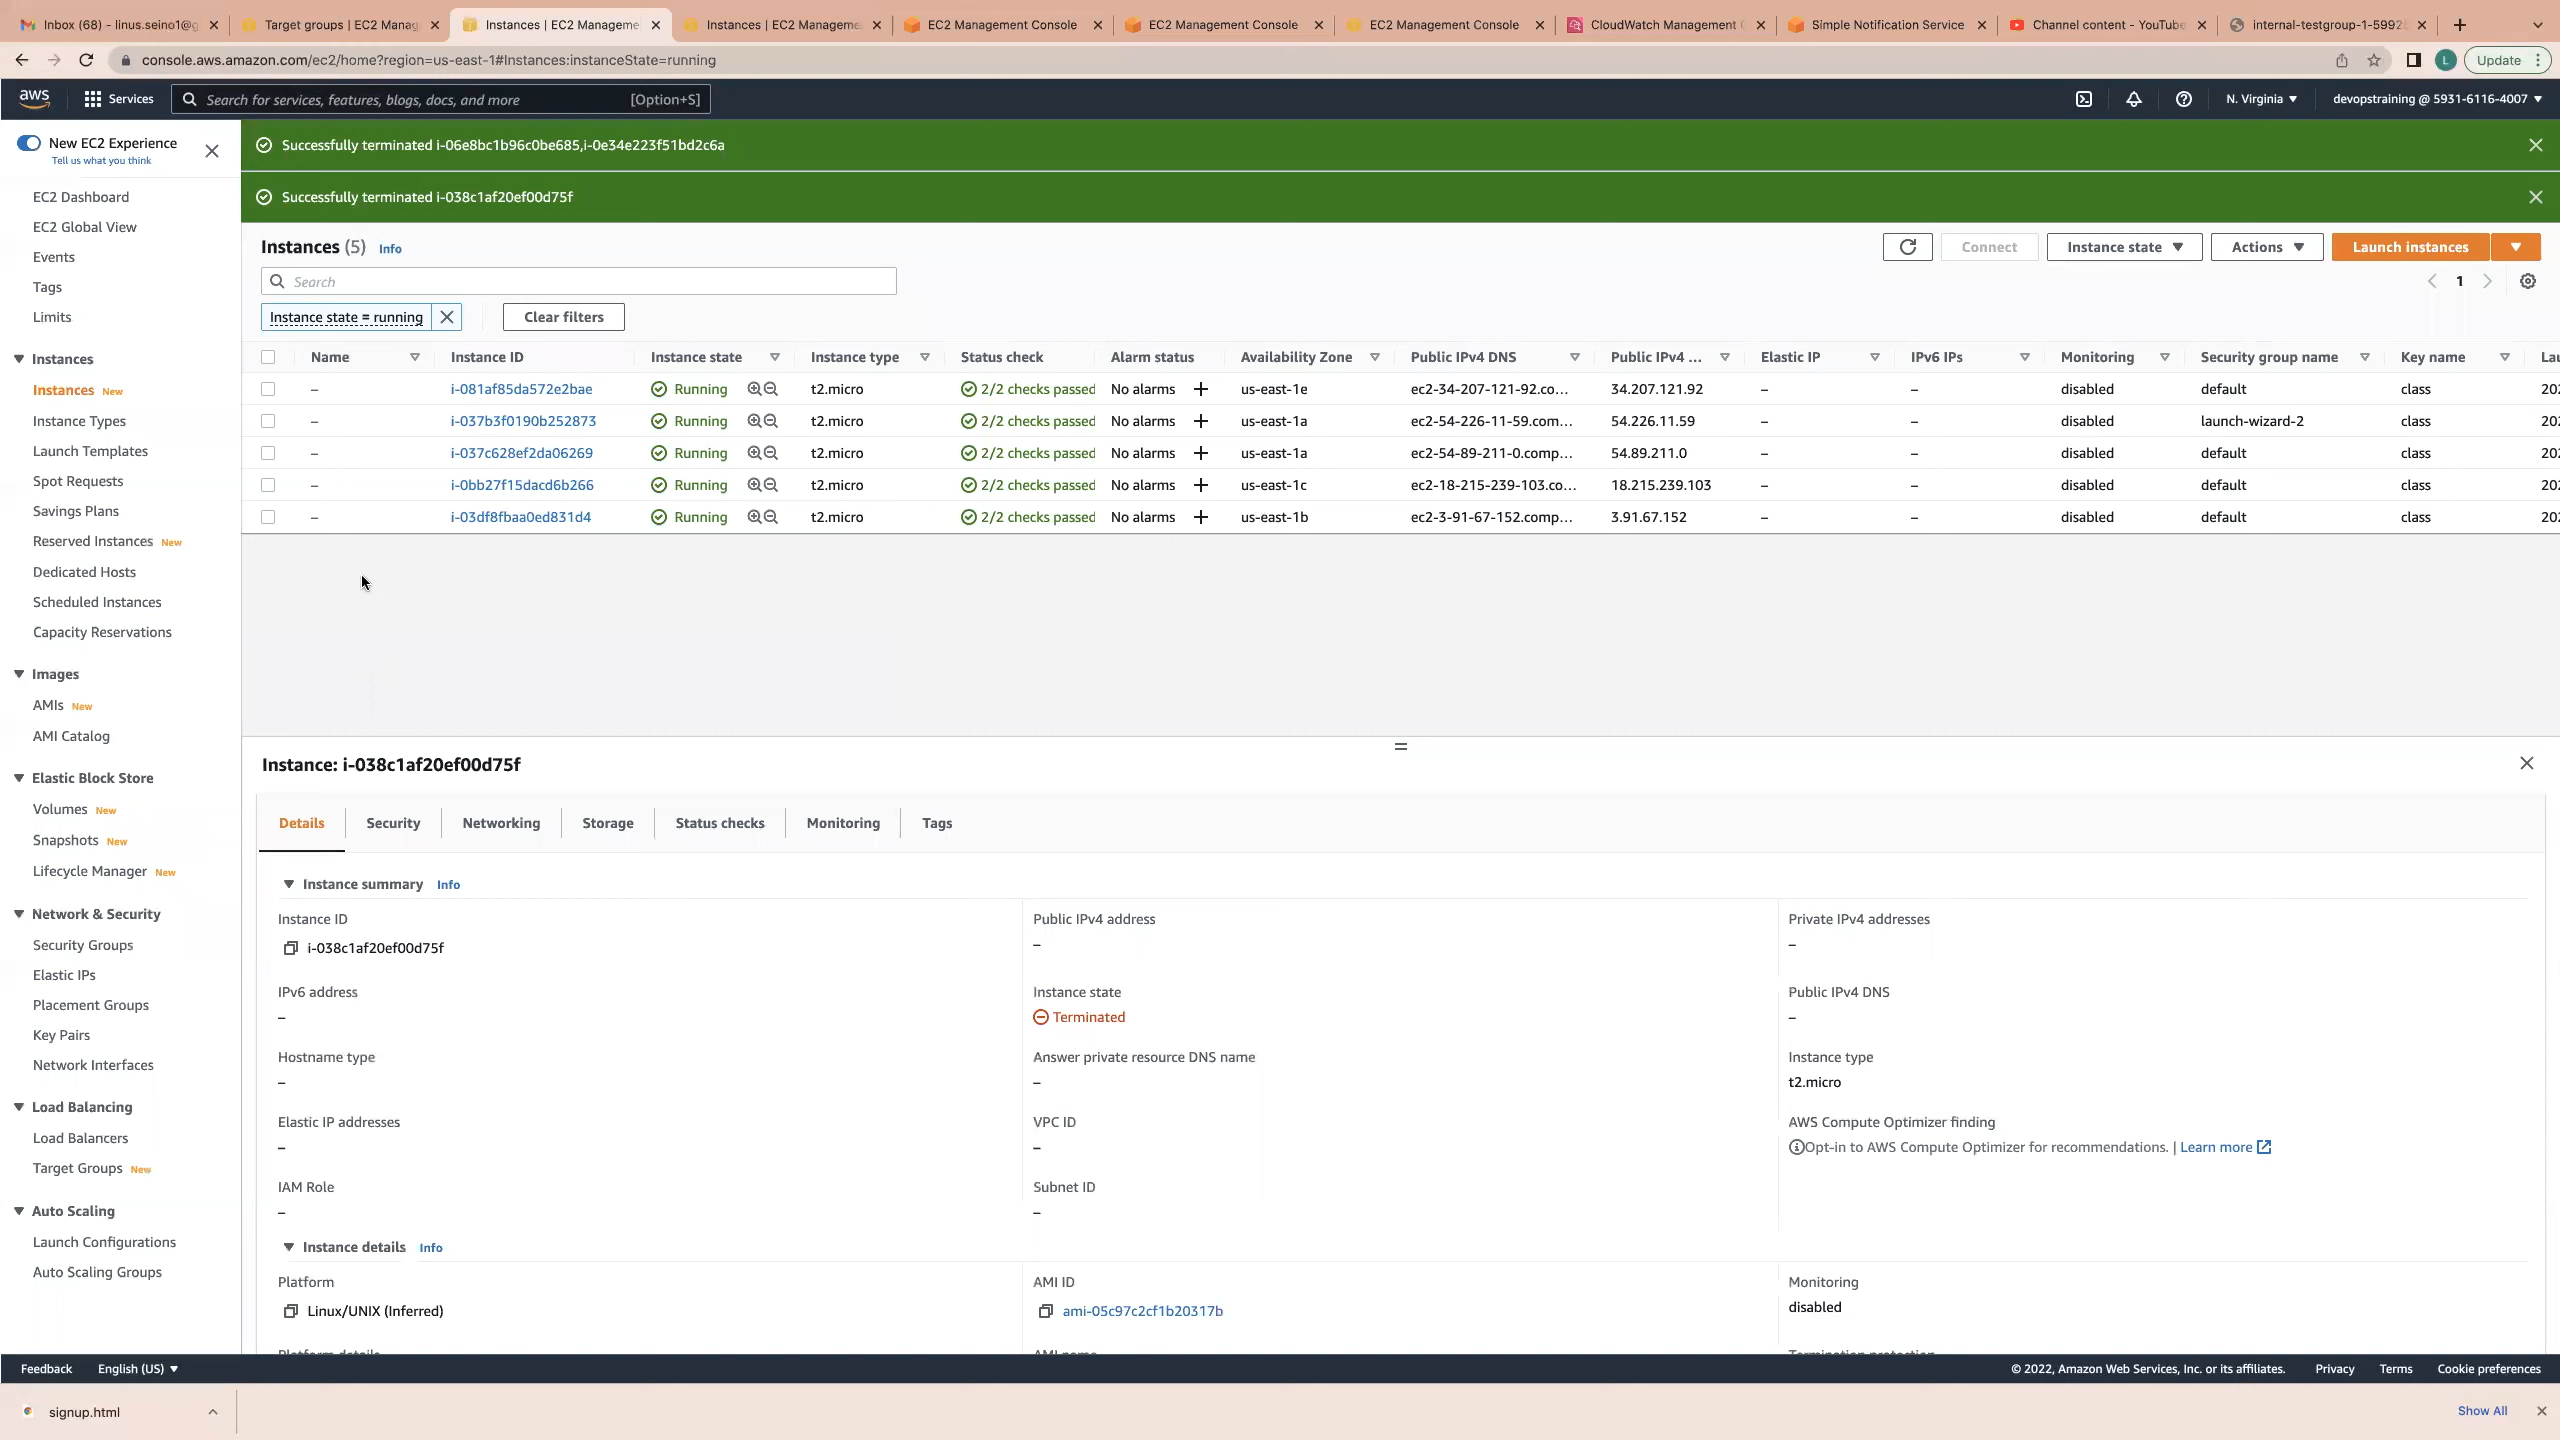 Inbox (68) - linus.seino1@g
Target groups | EC2 Manag
Instances | EC2 Manageme
Instances | EC2 Manageme
EC2 Management Console
EC2 Management Console
EC2 Management Console
CloudWatch Management C
Simple Notification Service
Channel content - YouTube
internal-testgroup-1-5992
console.aws.amazon.com/ec2/home?region=us-east-1#Instances:instanceState=running
L
Update
aws
Services
Search for services, features, blogs, docs, and more
[Option+S]
N. Virginia
devopstraining @ 5931-6116-4007
New EC2 Experience
Tell us what you think
EC2 Dashboard
EC2 Global View
Events
Tags
Limits
Instances
Instances New
Instance Types
Launch Templates
Spot Requests
Savings Plans
Reserved Instances New
Dedicated Hosts
Scheduled Instances
Capacity Reservations
Images
AMIs New
AMI Catalog
Elastic Block Store
Volumes New
Snapshots New
Lifecycle Manager New
Network & Security
Security Groups
Elastic IPs
Placement Groups
Key Pairs
Network Interfaces
Load Balancing
Load Balancers
Target Groups New
Auto Scaling
Launch Configurations
Auto Scaling Groups
Successfully terminated i-06e8bc1b96c0be685,i-0e34e223f51bd2c6a
Successfully terminated i-038c1af20ef00d75f
Instances (5) Info
Connect
Instance state
Actions
Launch instances
Search
1
Instance state = running
Clear filters
Name Instance ID Instance state Instance type Status check Alarm status Availability Zone Public IPv4 DNS Public IPv4 ... Elastic IP IPv6 IPs Monitoring Security group name Key name Lau
– i-081af85da572e2bae Running t2.micro 2/2 checks passed No alarms + us-east-1e ec2-34-207-121-92.co... 34.207.121.92 – – disabled default class 202
– i-037b3f0190b252873 Running t2.micro 2/2 checks passed No alarms + us-east-1a ec2-54-226-11-59.com... 54.226.11.59 – – disabled launch-wizard-2 class 202
– i-037c628ef2da06269 Running t2.micro 2/2 checks passed No alarms + us-east-1a ec2-54-89-211-0.comp... 54.89.211.0 – – disabled default class 202
– i-0bb27f15dacd6b266 Running t2.micro 2/2 checks passed No alarms + us-east-1c ec2-18-215-239-103.co... 18.215.239.103 – – disabled default class 202
– i-03df8fbaa0ed831d4 Running t2.micro 2/2 checks passed No alarms + us-east-1b ec2-3-91-67-152.comp... 3.91.67.152 – – disabled default class 202
Instance: i-038c1af20ef00d75f
Details
Security
Networking
Storage
Status checks
Monitoring
Tags
Instance summary Info
Instance ID
i-038c1af20ef00d75f
Public IPv4 address
–
Private IPv4 addresses
–
IPv6 address
–
Instance state
Terminated
Public IPv4 DNS
–
Hostname type
–
Answer private resource DNS name
–
Instance type
t2.micro
Elastic IP addresses
–
VPC ID
–
AWS Compute Optimizer finding
Opt-in to AWS Compute Optimizer for recommendations. | Learn more
IAM Role
–
Subnet ID
–
Instance details Info
Platform
Linux/UNIX (Inferred)
AMI ID
ami-05c97c2cf1b20317b
Monitoring
disabled
Platform details
AMI name
Termination protection
Feedback
English (US)
© 2022, Amazon Web Services, Inc. or its affiliates.
Privacy
Terms
Cookie preferences
signup.html
Show All